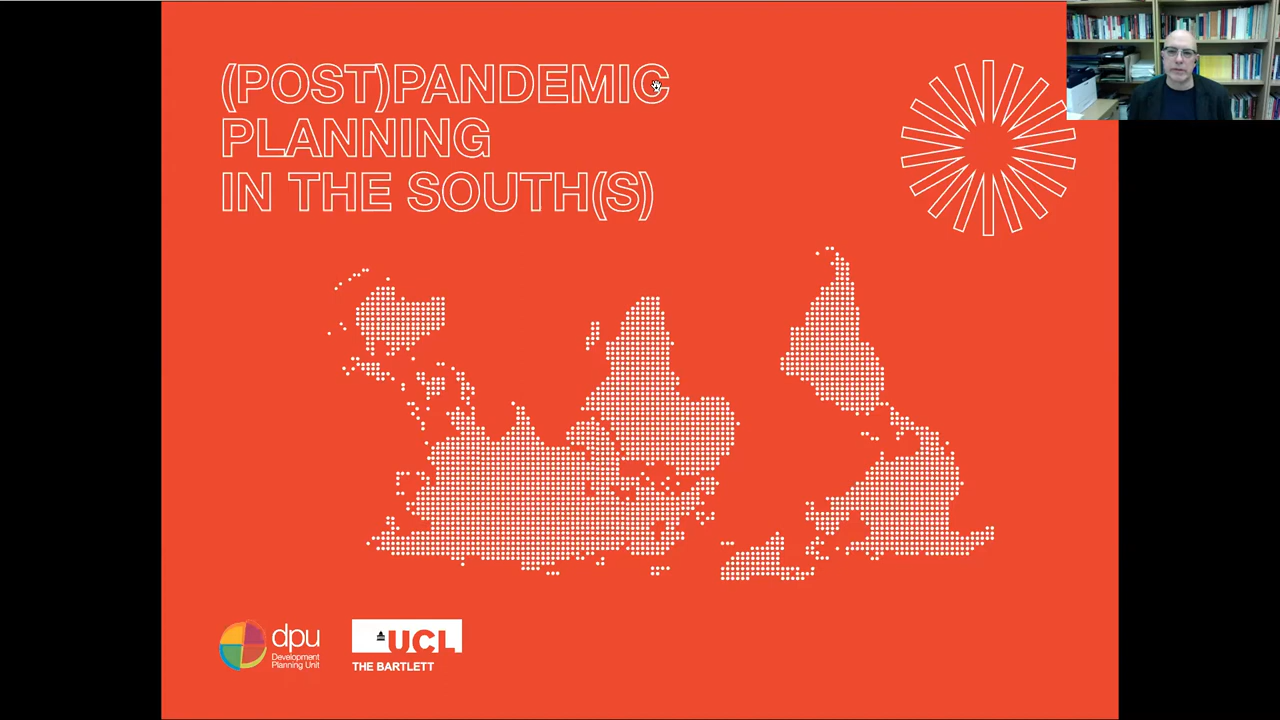 (POST)PANDEMIC
PLANNING
IN THE SOUTH(S)
dpu
Development
Planning Unit
UCL
THE BARTLETT